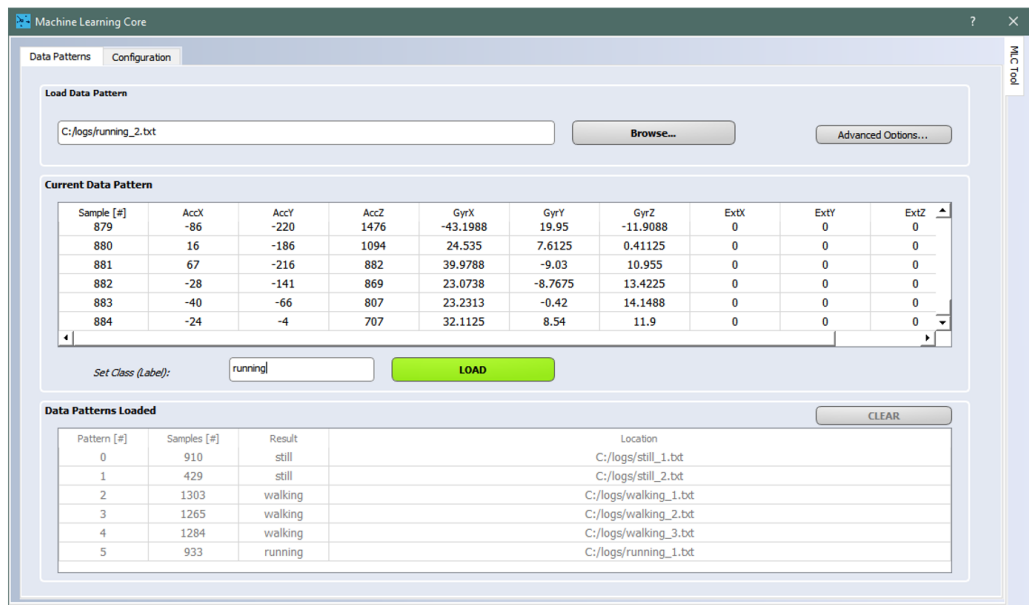 Machine Learning Core ? ×
Data Patterns Configuration
MLC Tool
Load Data Pattern
C:/logs/running_2.txt Browse... Advanced Options...
Current Data Pattern
Sample [#] AccX AccY AccZ GyrX GyrY GyrZ ExtX ExtY ExtZ
879 -86 -220 1476 -43.1988 19.95 -11.9088 0 0 0
880 16 -186 1094 24.535 7.6125 0.41125 0 0 0
881 67 -216 882 39.9788 -9.03 10.955 0 0 0
882 -28 -141 869 23.0738 -8.7675 13.4225 0 0 0
883 -40 -66 807 23.2313 -0.42 14.1488 0 0 0
884 -24 -4 707 32.1125 8.54 11.9 0 0 0
Set Class (Label): running LOAD
Data Patterns Loaded CLEAR
Pattern [#] Samples [#] Result Location
0 910 still C:/logs/still_1.txt
1 429 still C:/logs/still_2.txt
2 1303 walking C:/logs/walking_1.txt
3 1265 walking C:/logs/walking_2.txt
4 1284 walking C:/logs/walking_3.txt
5 933 running C:/logs/running_1.txt